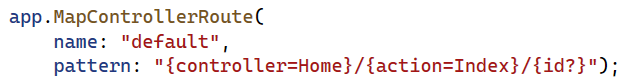 app.MapControllerRoute(
    name: "default",
    pattern: "{controller=Home}/{action=Index}/{id?}");